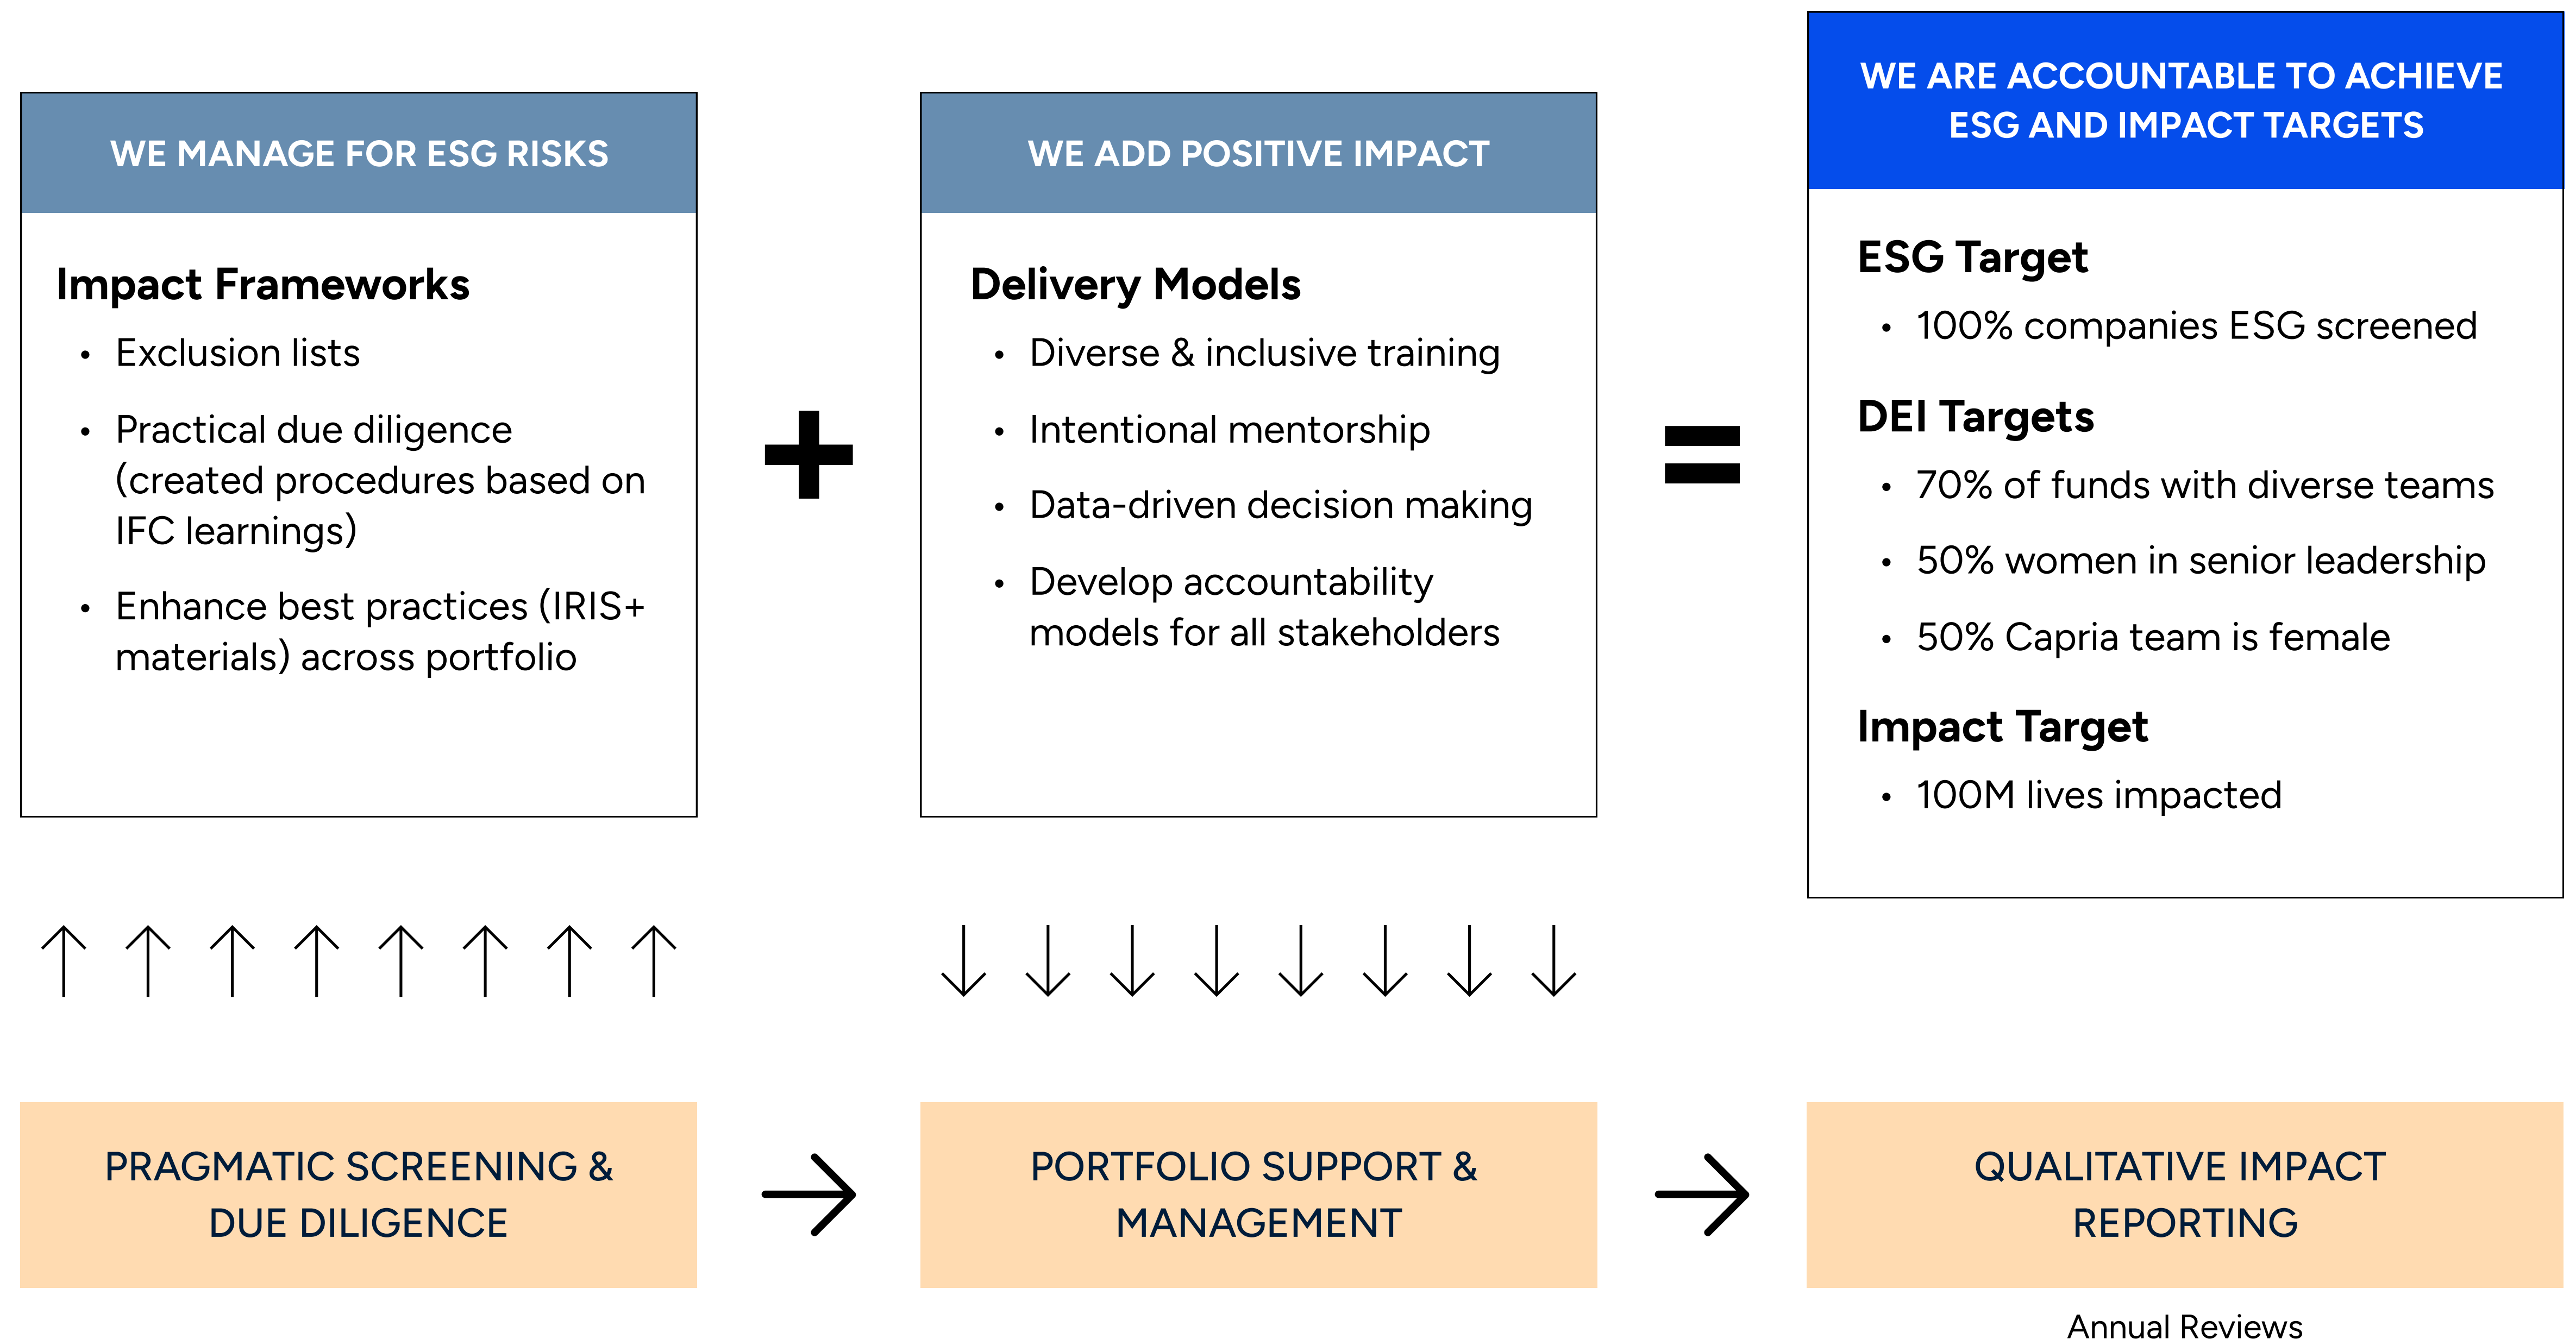 WE MANAGE FOR ESG RISKS
Impact Frameworks
• Exclusion lists
• Practical due diligence
(created procedures based on
IFC learnings)
• Enhance best practices (IRIS+
materials) across portfolio
+
WE ADD POSITIVE IMPACT
Delivery Models
• Diverse & inclusive training
• Intentional mentorship
• Data-driven decision making
• Develop accountability
models for all stakeholders
=
WE ARE ACCOUNTABLE TO ACHIEVE
ESG AND IMPACT TARGETS
ESG Target
• 100% companies ESG screened
DEI Targets
• 70% of funds with diverse teams
• 50% women in senior leadership
• 50% Capria team is female
Impact Target
• 100M lives impacted
PRAGMATIC SCREENING &
DUE DILIGENCE
PORTFOLIO SUPPORT &
MANAGEMENT
QUALITATIVE IMPACT
REPORTING
Annual Reviews